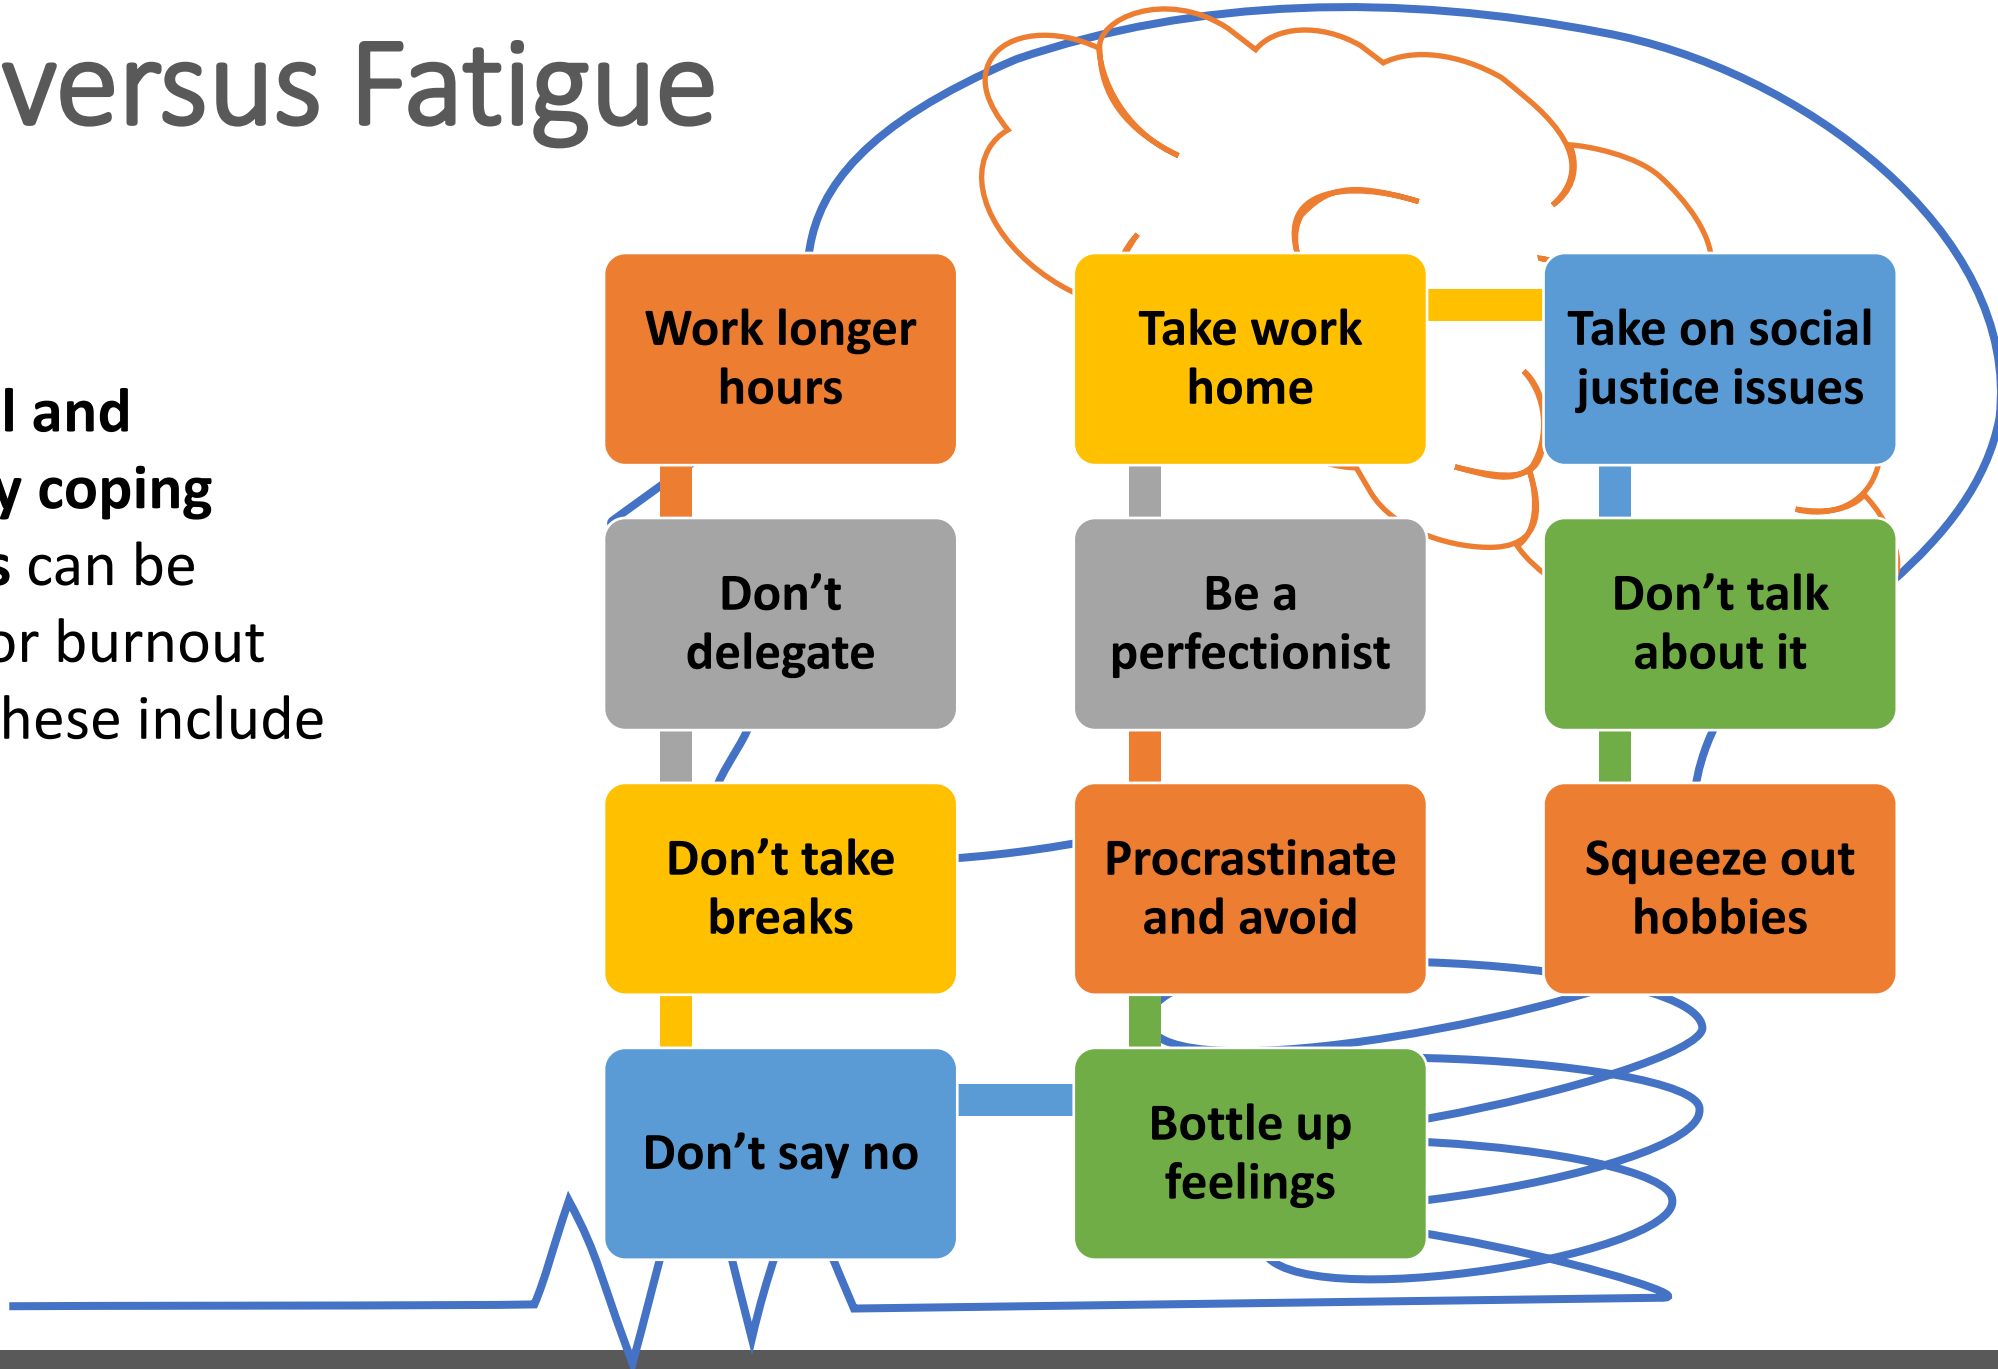 versus Fatigue
l and
y coping
s can be
or burnout
hese include
Work longer
hours
Don’t
delegate
Don’t take
breaks
Don’t say no
Bottle up
feelings
Procrastinate
and avoid
Be a
perfectionist
Take work
home
Take on social
justice issues
Don’t talk
about it
Squeeze out
hobbies